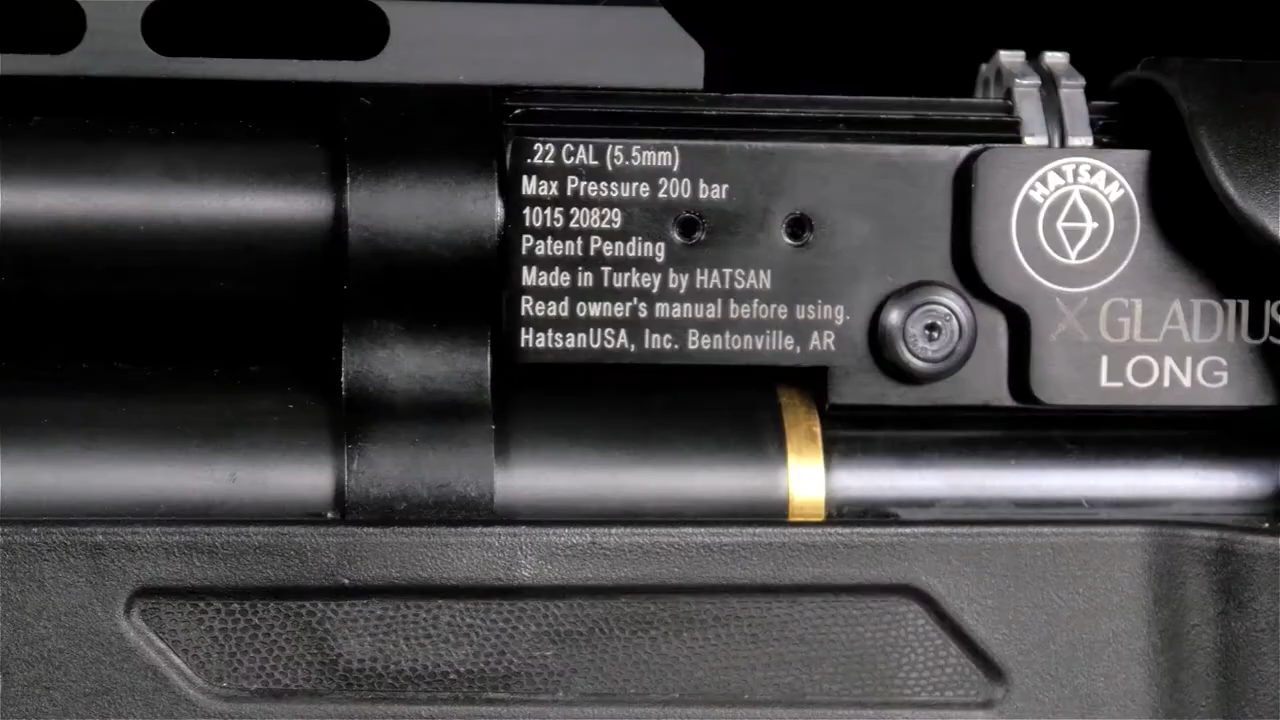 .22 CAL (5.5mm)
Max Pressure 200 bar
1015 20829
Patent Pending
Made in Turkey by HATSAN
Read owner's manual before using.
HatsanUSA, Inc. Bentonville, AR
HATSAN
X GLADIUS
LONG